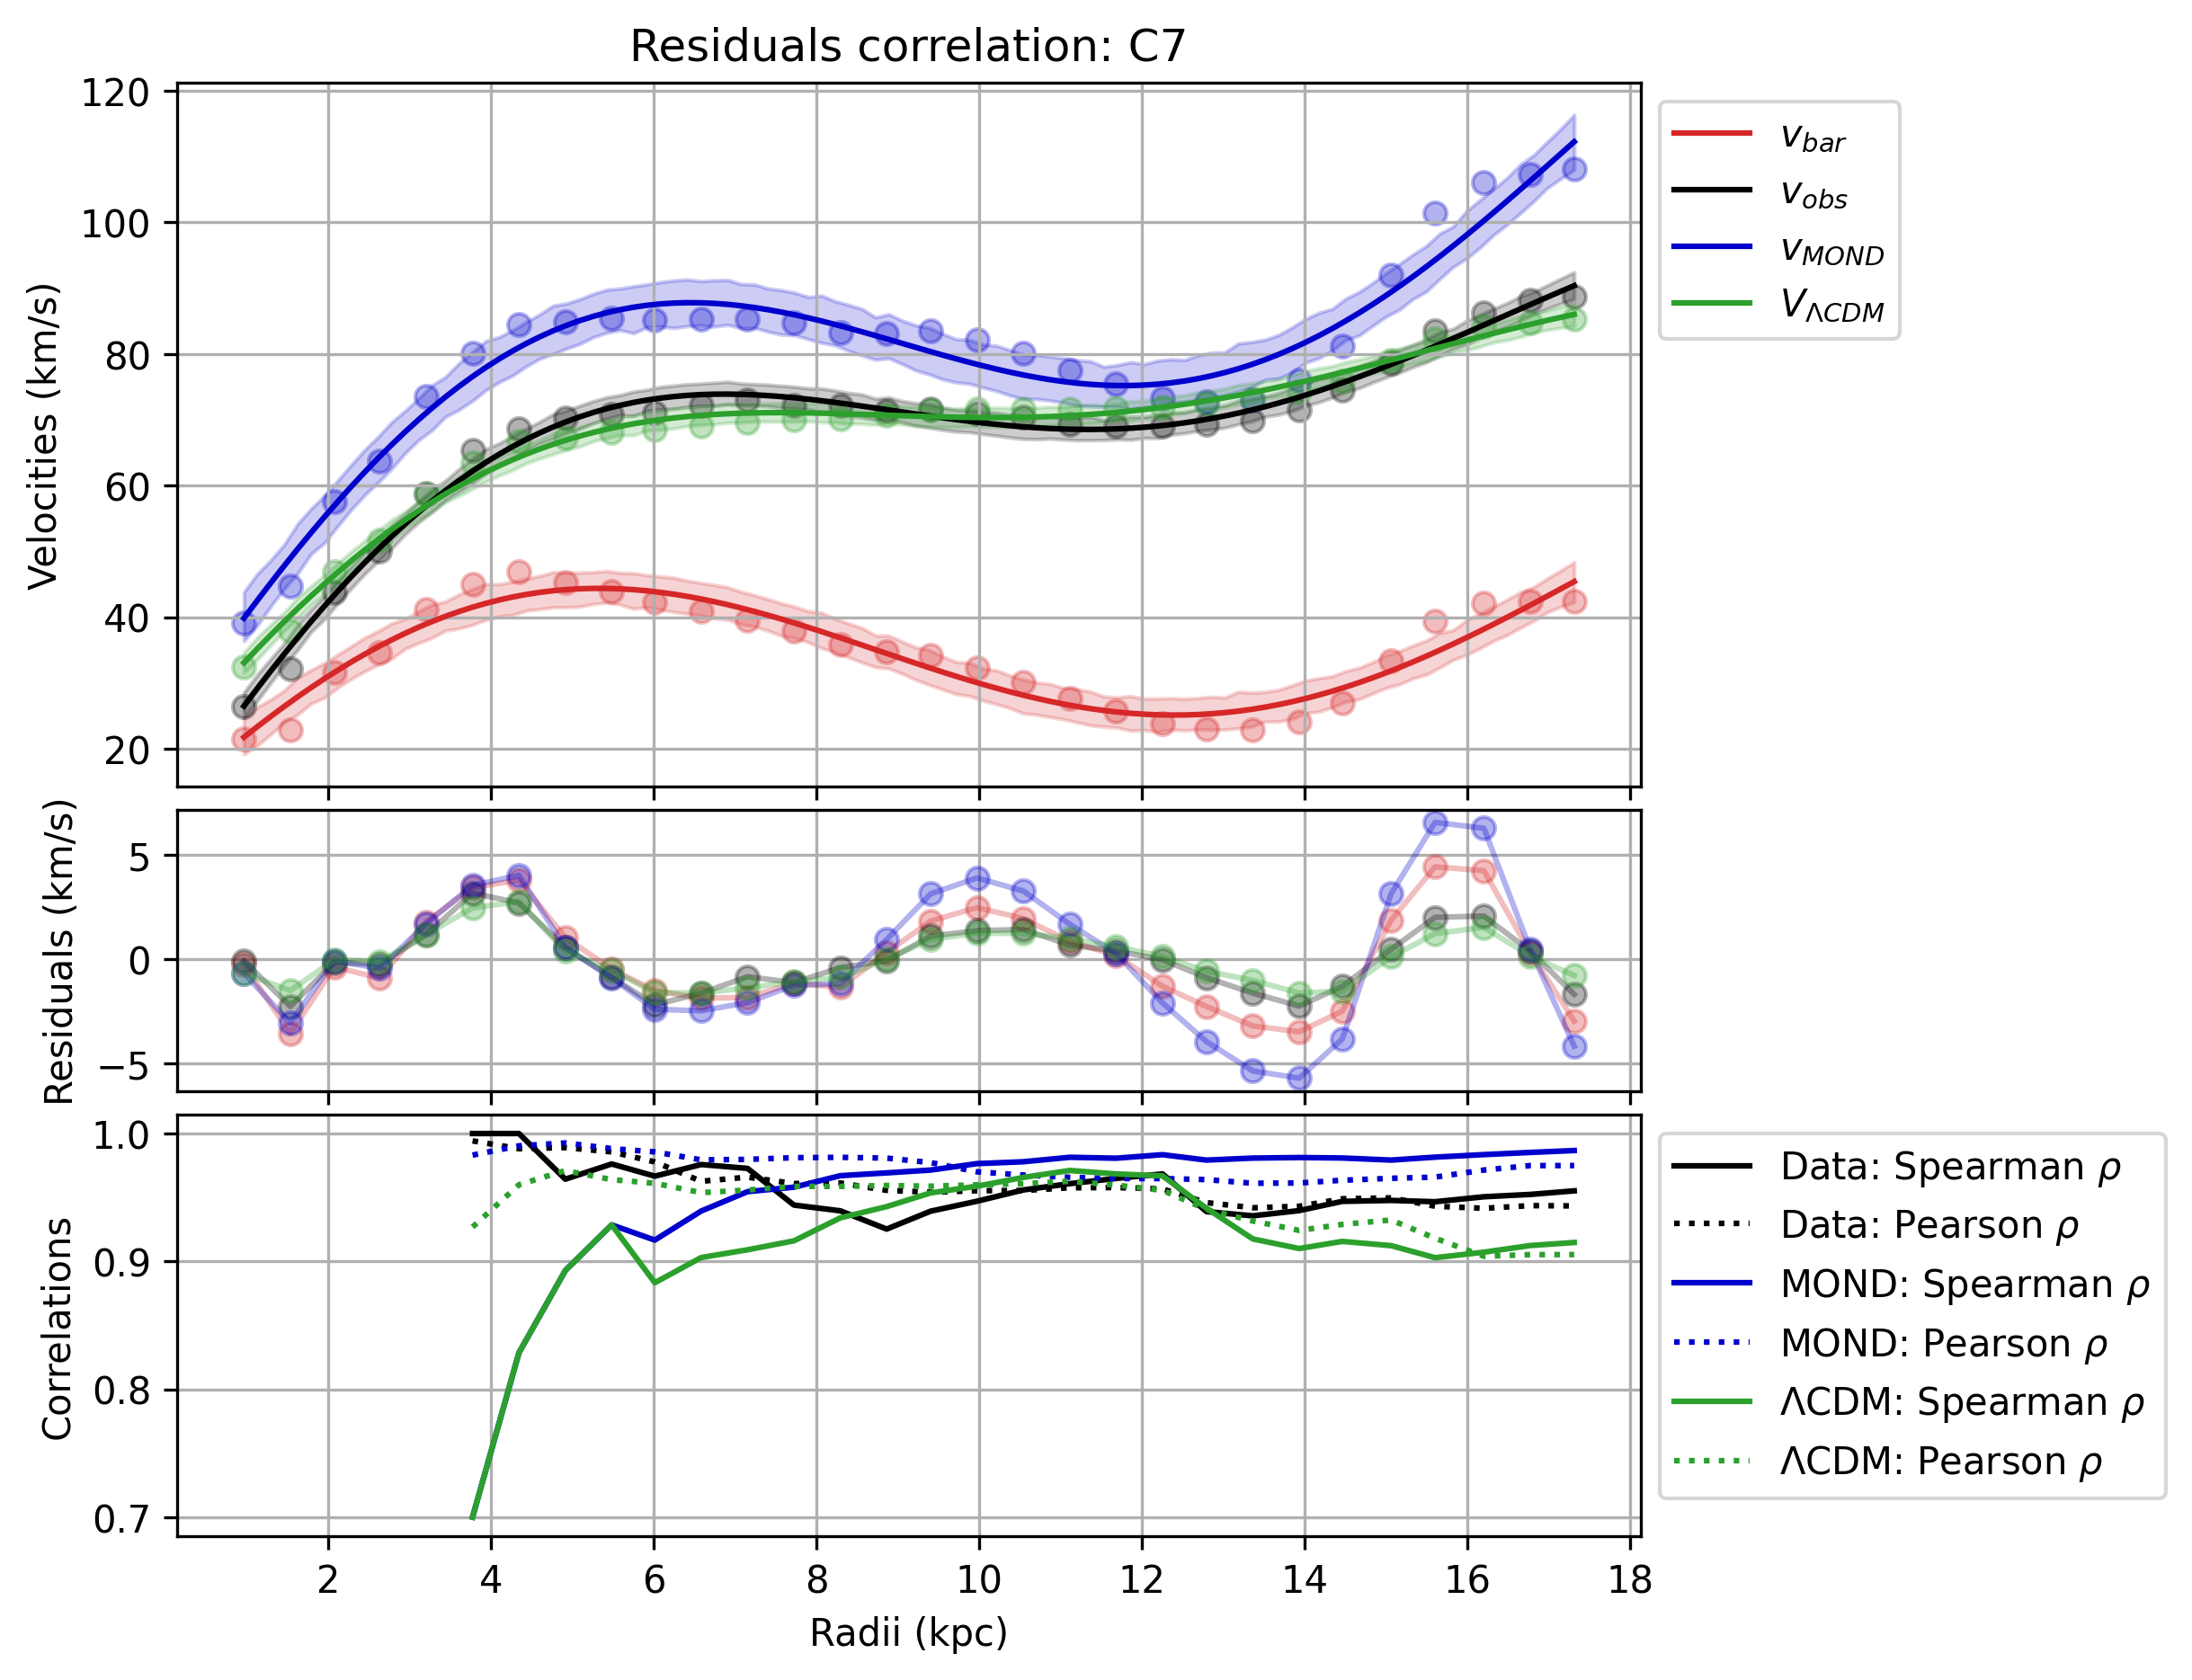 Residuals correlation: C7
120
100
80
60
40
20
Velocities (km/s)
v_bar
v_obs
v_MOND
V_ΛCDM
5
0
−5
Residuals (km/s)
1.0
0.9
0.8
0.7
Correlations
Data: Spearman ρ
Data: Pearson ρ
MOND: Spearman ρ
MOND: Pearson ρ
ΛCDM: Spearman ρ
ΛCDM: Pearson ρ
2 4 6 8 10 12 14 16 18
Radii (kpc)